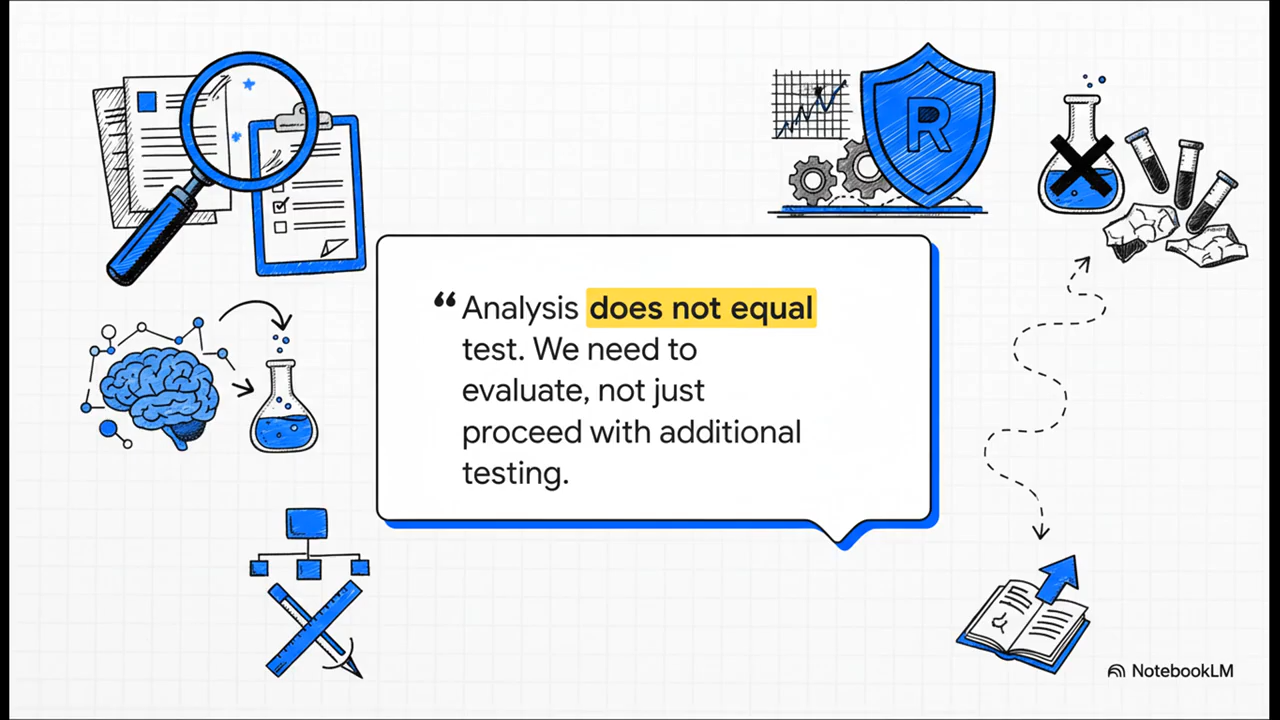 R
“Analysis does not equal
test. We need to
evaluate, not just
proceed with additional
testing.
NotebookLM